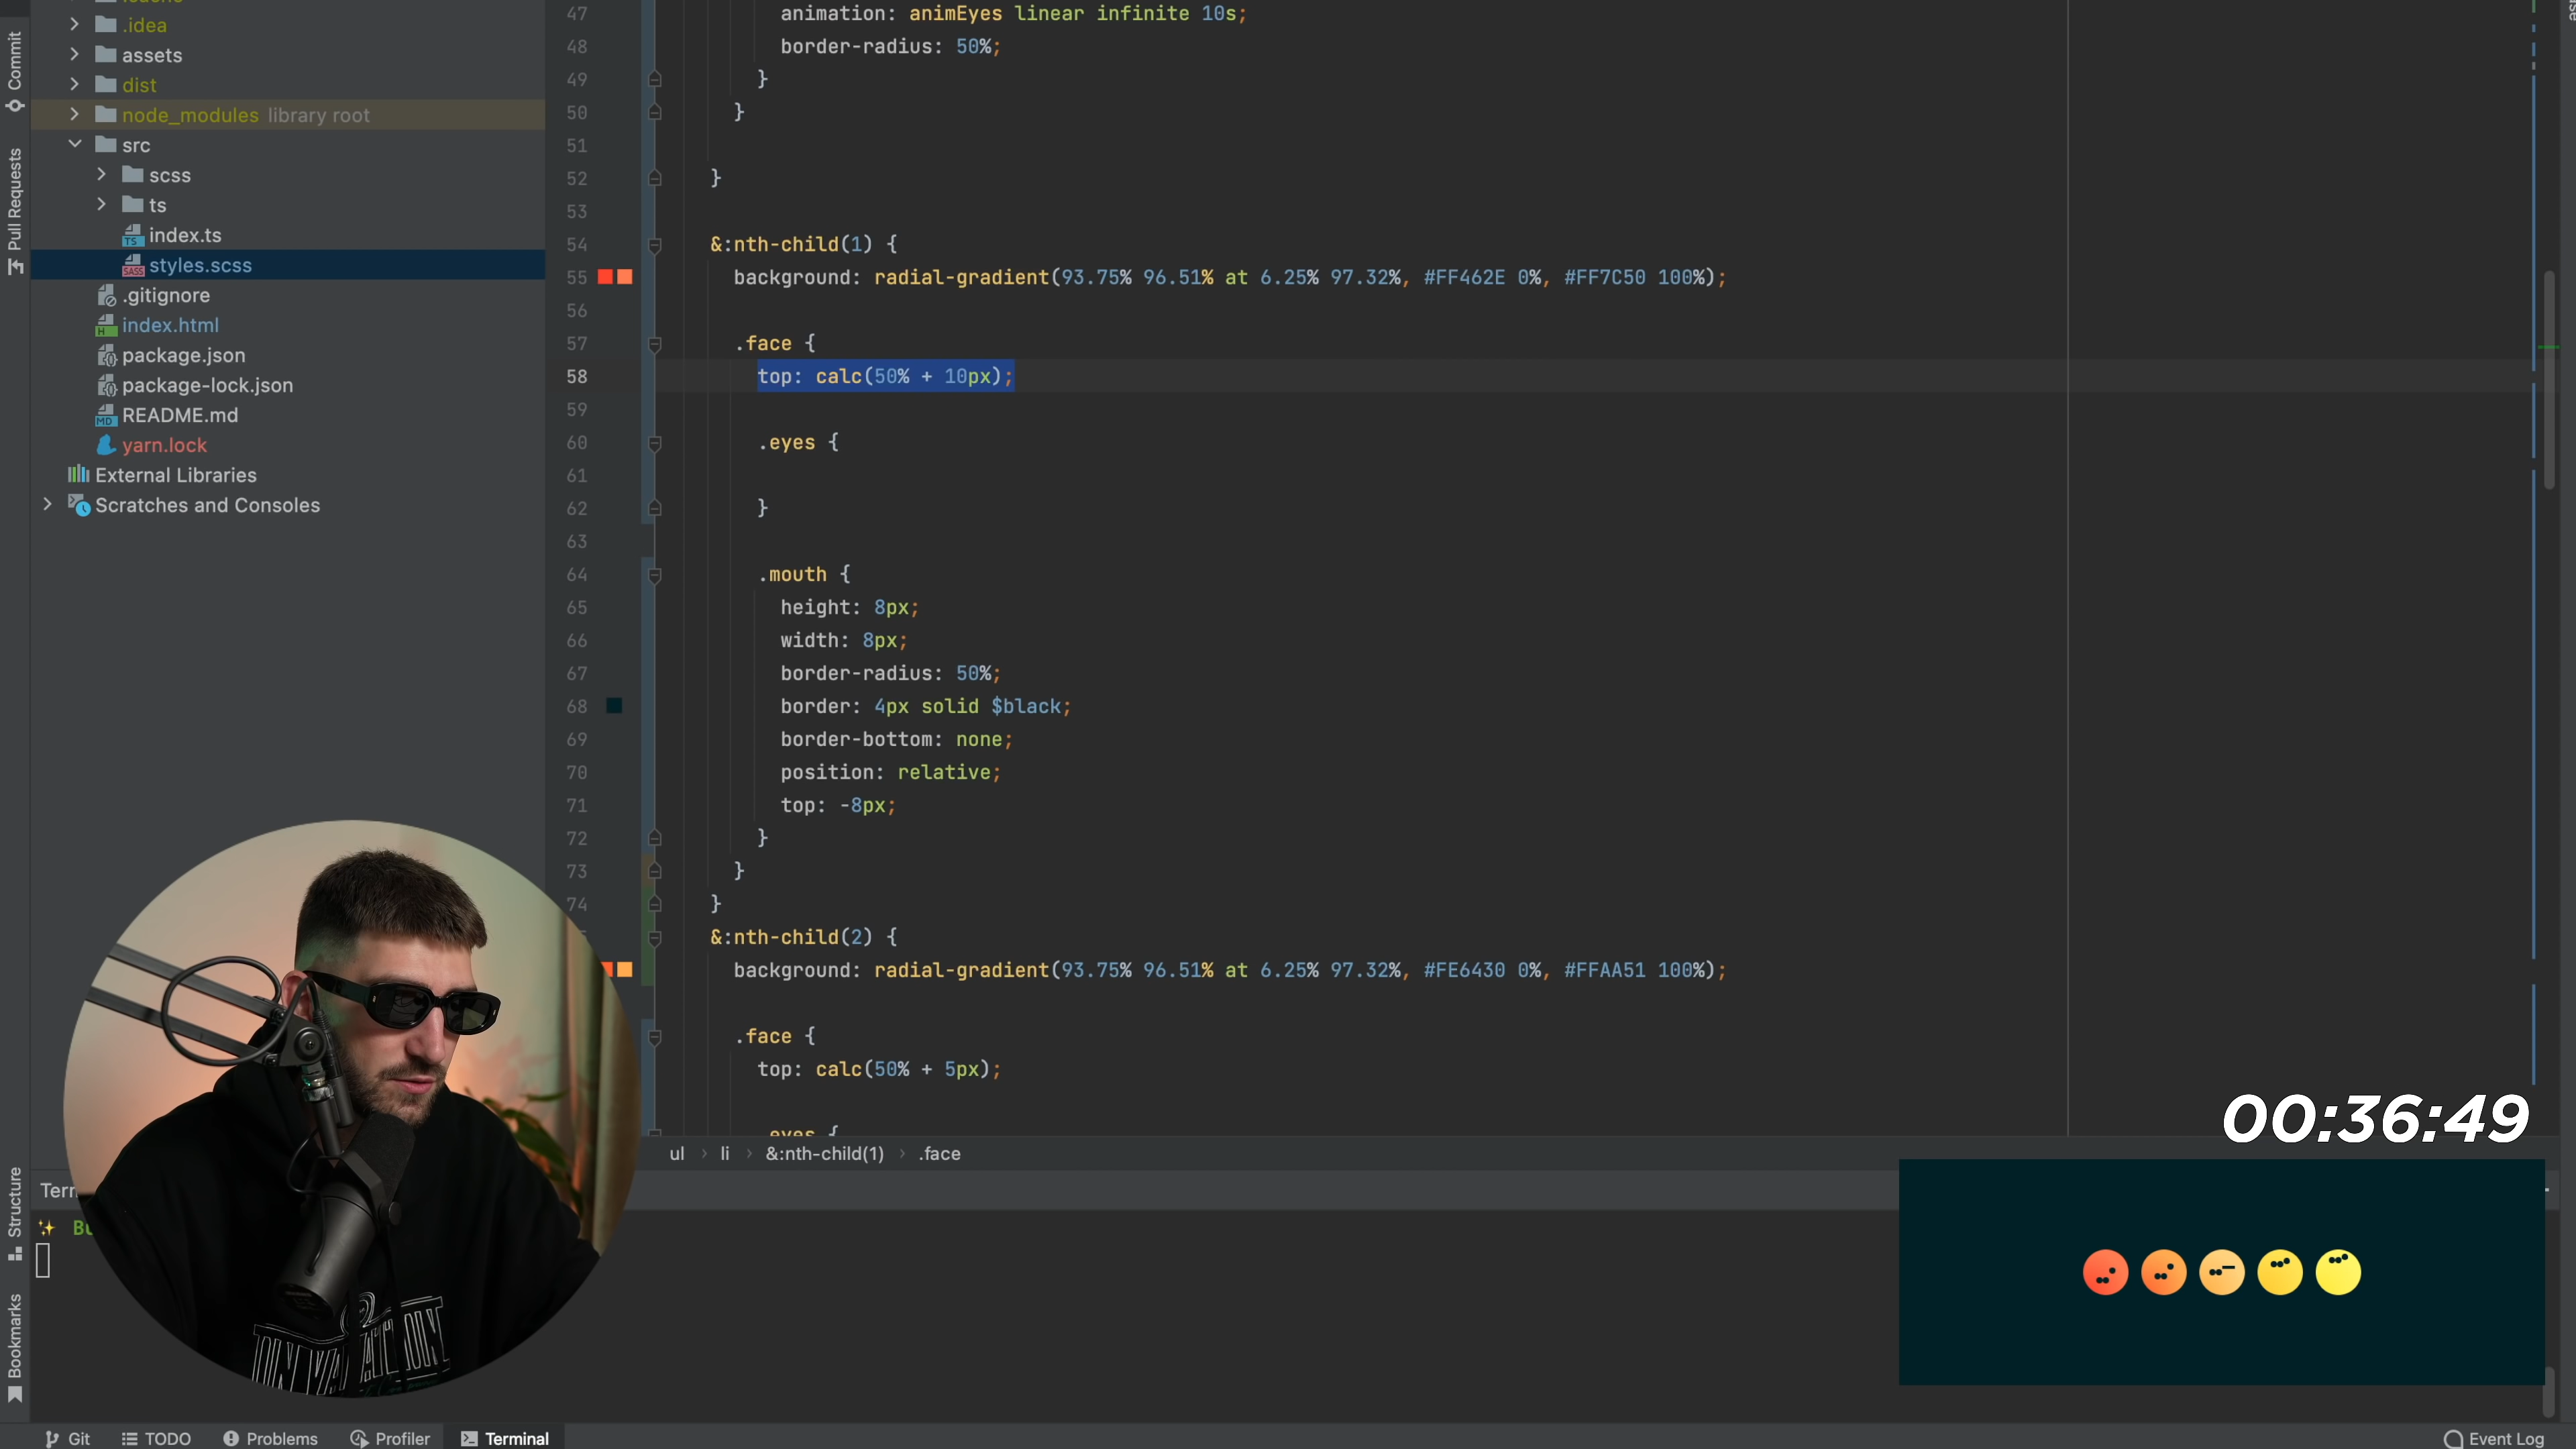 Commit
Pull Requests
Structure
Bookmarks
.idea
assets
dist
node_modules library root
src
scss
ts
index.ts
styles.scss
.gitignore
index.html
package.json
package-lock.json
README.md
yarn.lock
External Libraries
Scratches and Consoles
47 animation: animEyes linear infinite 10s;
48 border-radius: 50%;
49 }
50 }
51
52 }
53
54 &:nth-child(1) {
55 background: radial-gradient(93.75% 96.51% at 6.25% 97.32%, #FF462E 0%, #FF7C50 100%);
56
57 .face {
58 top: calc(50% + 10px);
59
60 .eyes {
61
62 }
63
64 .mouth {
65 height: 8px;
66 width: 8px;
67 border-radius: 50%;
68 border: 4px solid $black;
69 border-bottom: none;
70 position: relative;
71 top: -8px;
72 }
73 }
74 }
&:nth-child(2) {
background: radial-gradient(93.75% 96.51% at 6.25% 97.32%, #FE6430 0%, #FFAA51 100%);
.face {
top: calc(50% + 5px);
eyes {
ul › li › &:nth-child(1) › .face
00:36:49
Git TODO Problems Profiler Terminal Event Log